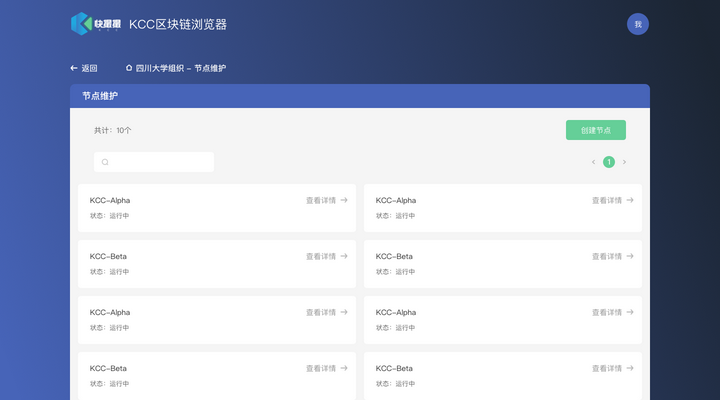 快星星
KCC区块链浏览器
我
返回
四川大学组织 - 节点维护
节点维护
共计：10个
创建节点
1
KCC-Alpha
查看详情
状态：运行中
KCC-Alpha
查看详情
状态：运行中
KCC-Beta
查看详情
状态：运行中
KCC-Beta
查看详情
状态：运行中
KCC-Alpha
查看详情
状态：运行中
KCC-Alpha
查看详情
状态：运行中
KCC-Beta
查看详情
状态：运行中
KCC-Beta
查看详情
状态：运行中